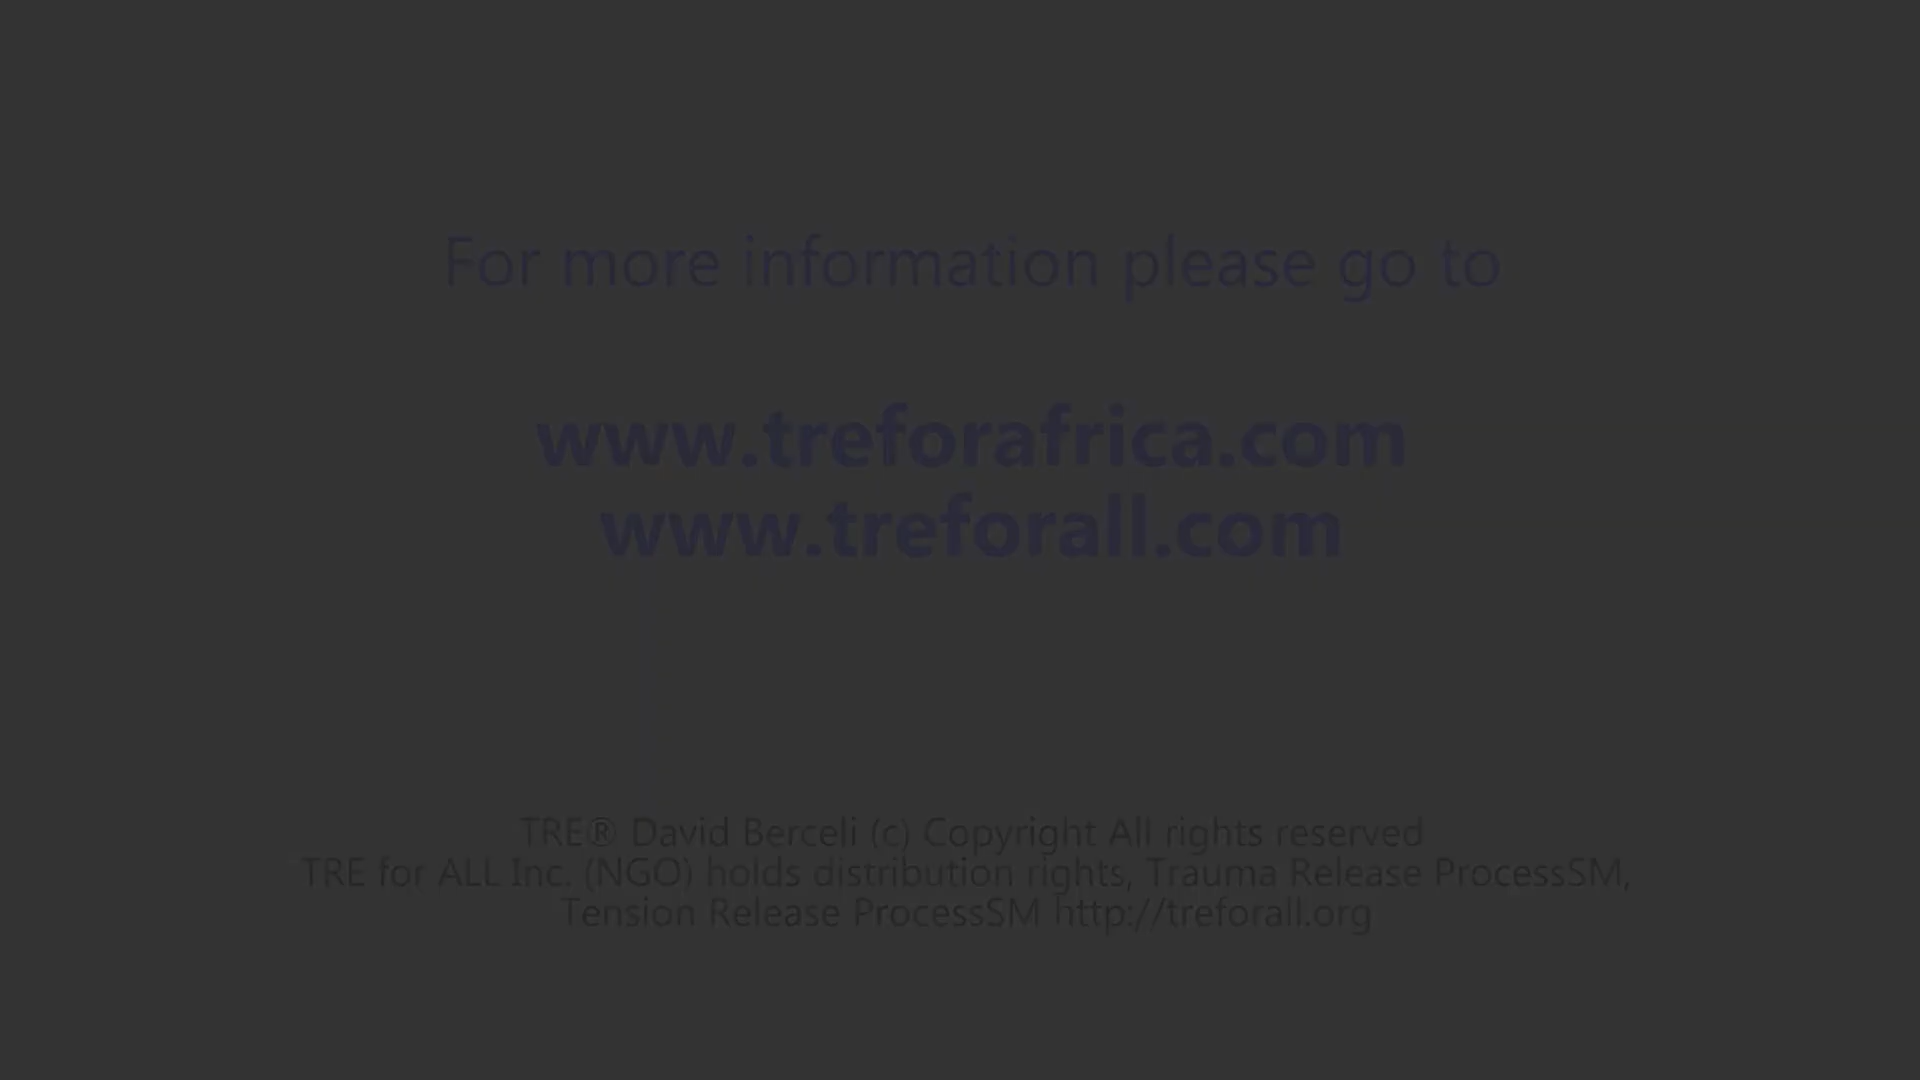 For more information please go to
www.treforafrica.com
www.treforall.com
TRE® David Berceli (c) Copyright All rights reserved
TRE for ALL Inc. (NGO) holds distribution rights, Trauma Release ProcessSM,
Tension Release ProcessSM http://treforall.org